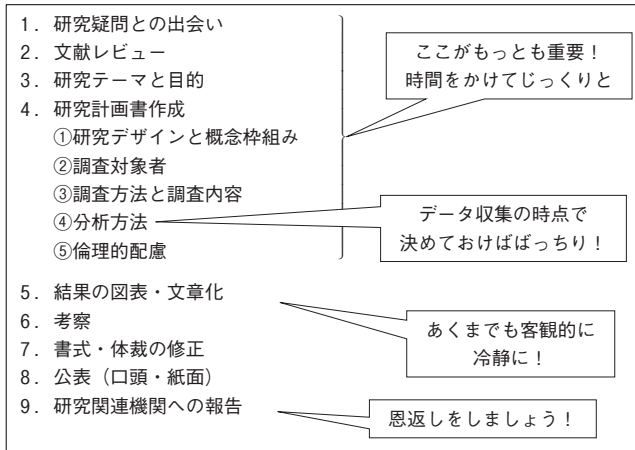 1．研究疑問との出会い
2．文献レビュー
3．研究テーマと目的
4．研究計画書作成
①研究デザインと概念枠組み
②調査対象者
③調査方法と調査内容
④分析方法
⑤倫理的配慮
ここがもっとも重要！
時間をかけてじっくりと
データ収集の時点で
決めておけばばっちり！
5．結果の図表・文章化
6．考察
7．書式・体裁の修正
8．公表（口頭・紙面）
9．研究関連機関への報告
あくまでも客観的に
冷静に！
恩返しをしましょう！